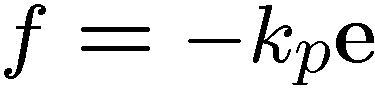 f = −k_p **e**